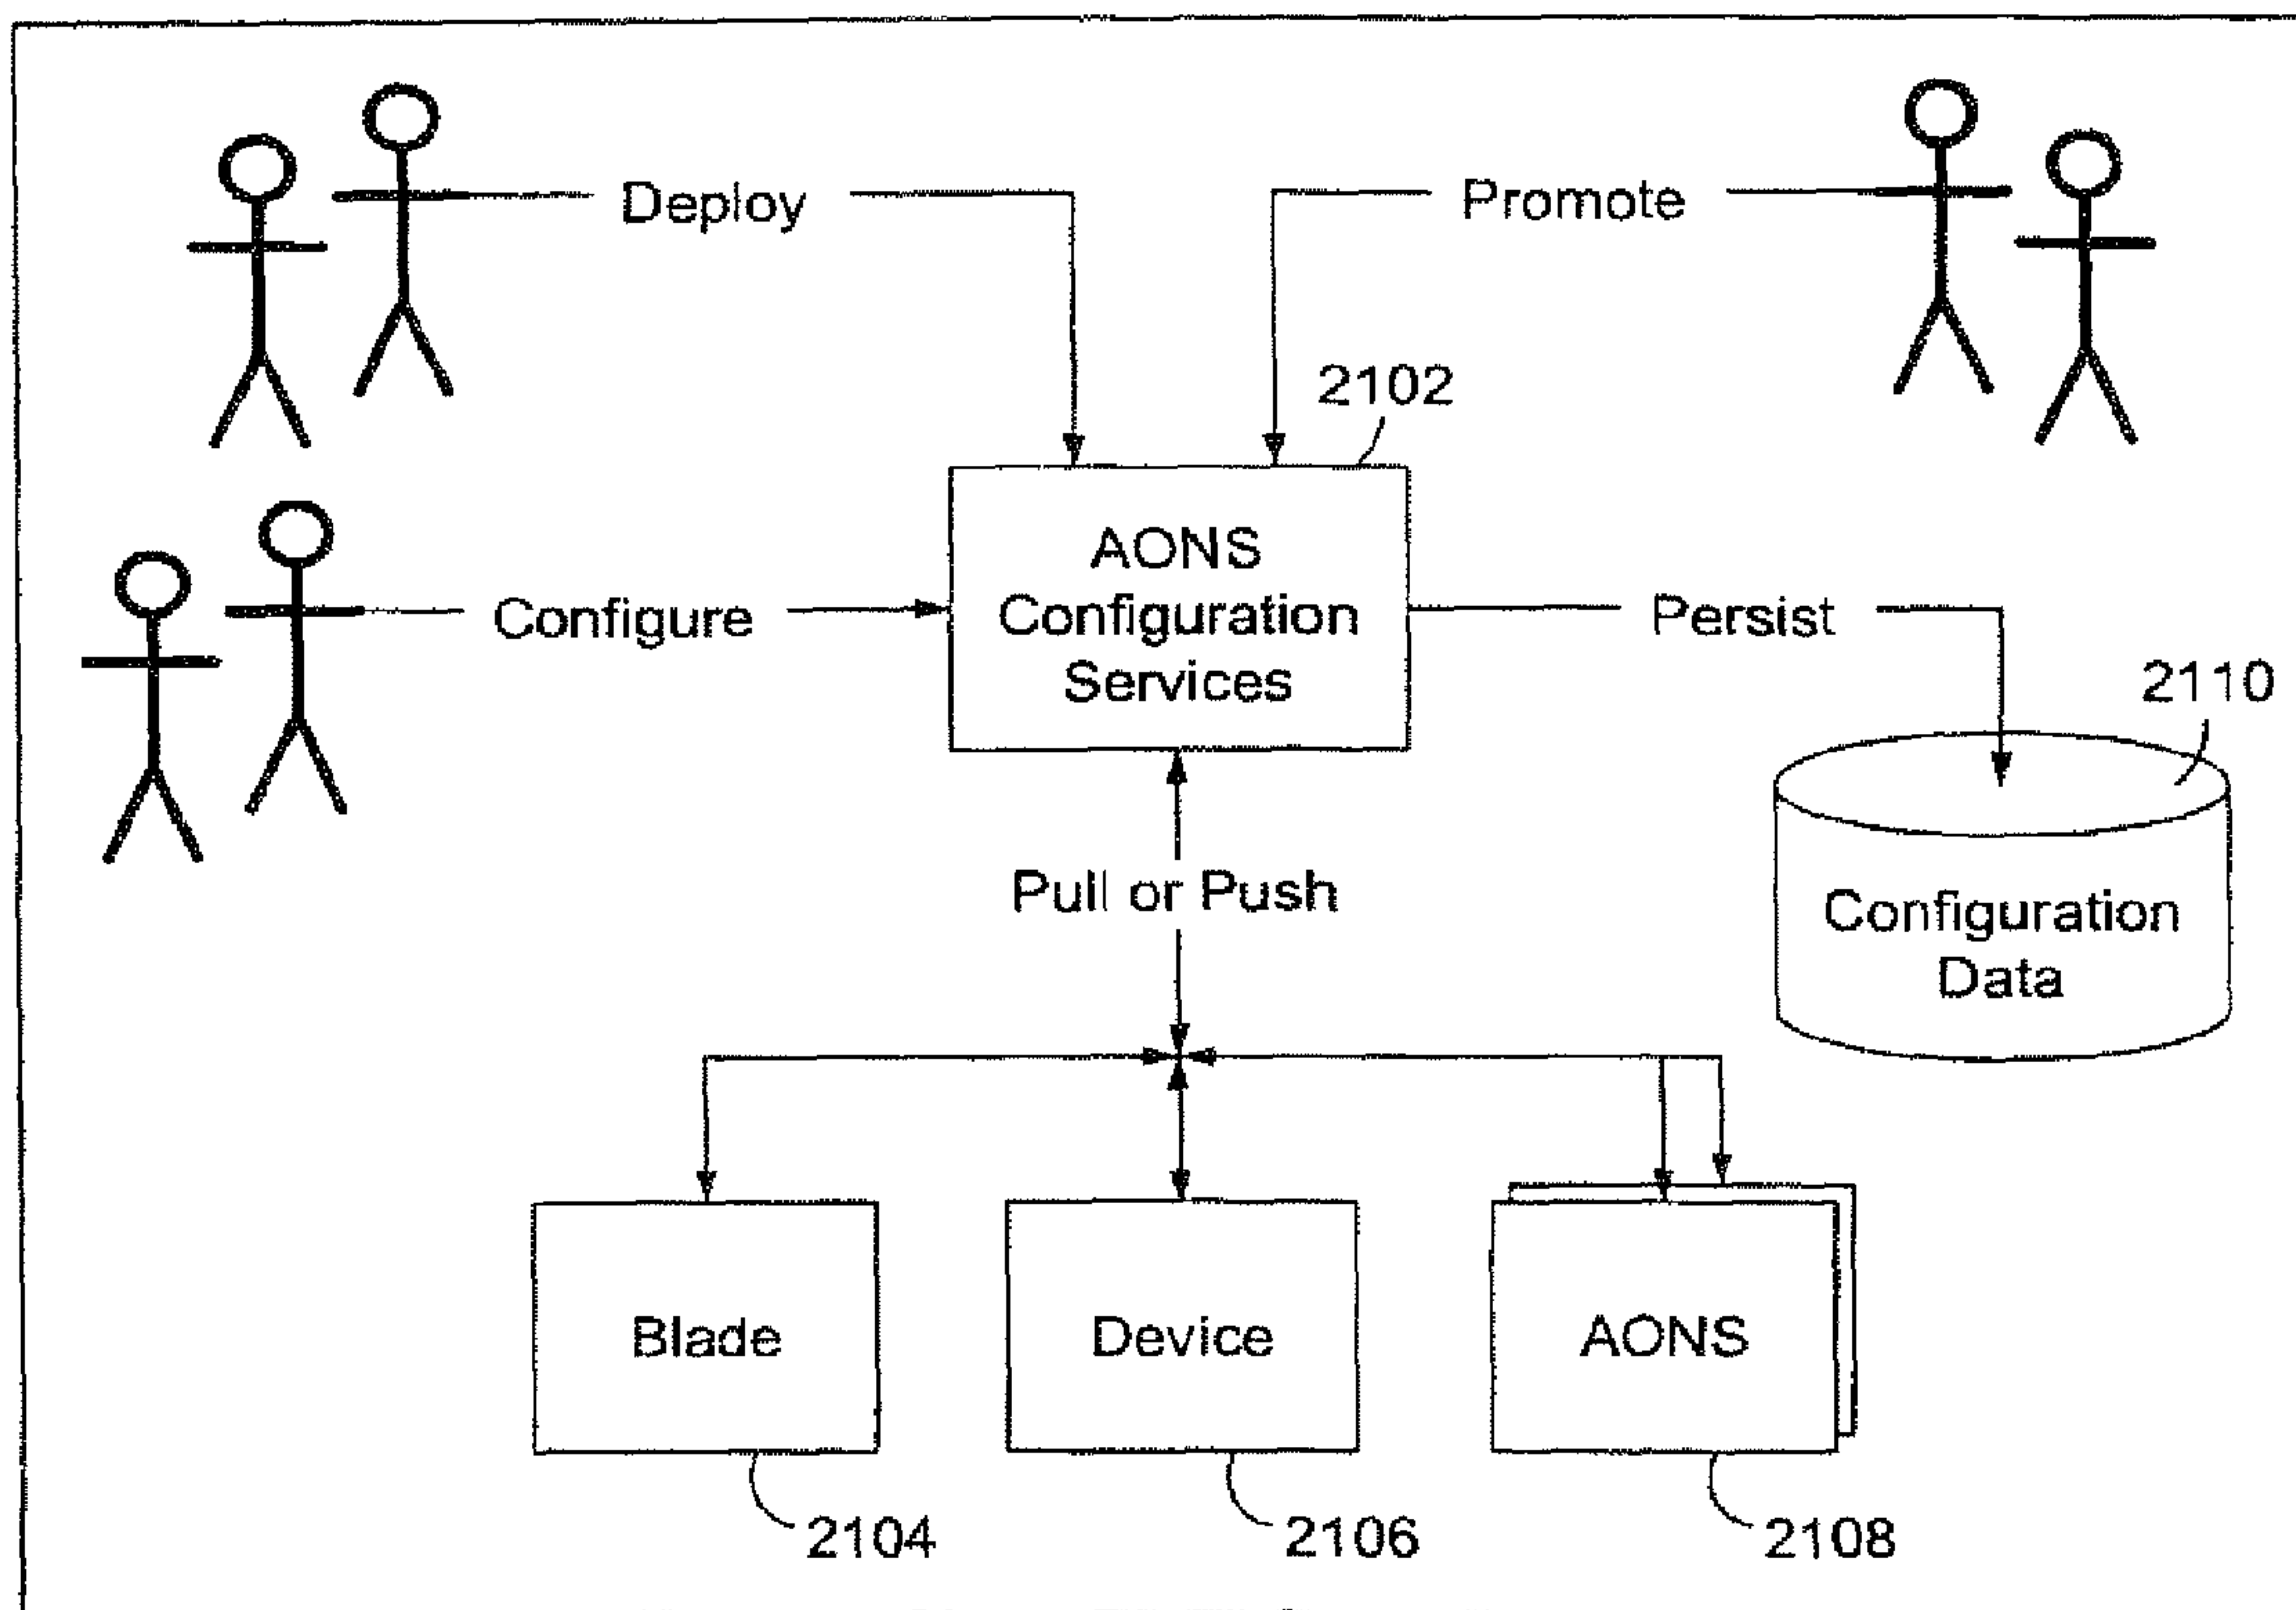 Deploy
Promote
2102
AONS
Configuration
Services
Configure
Persist
2110
Configuration
Data
Pull or Push
Blade
Device
AONS
2104
2106
2108